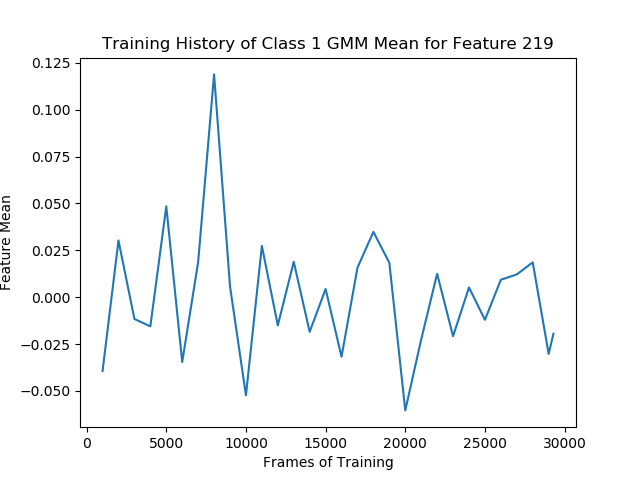 Training History of Class 1 GMM Mean for Feature 219
0.125
0.100
0.075
0.050
0.025
0.000
−0.025
−0.050
Feature Mean
0 5000 10000 15000 20000 25000 30000
Frames of Training